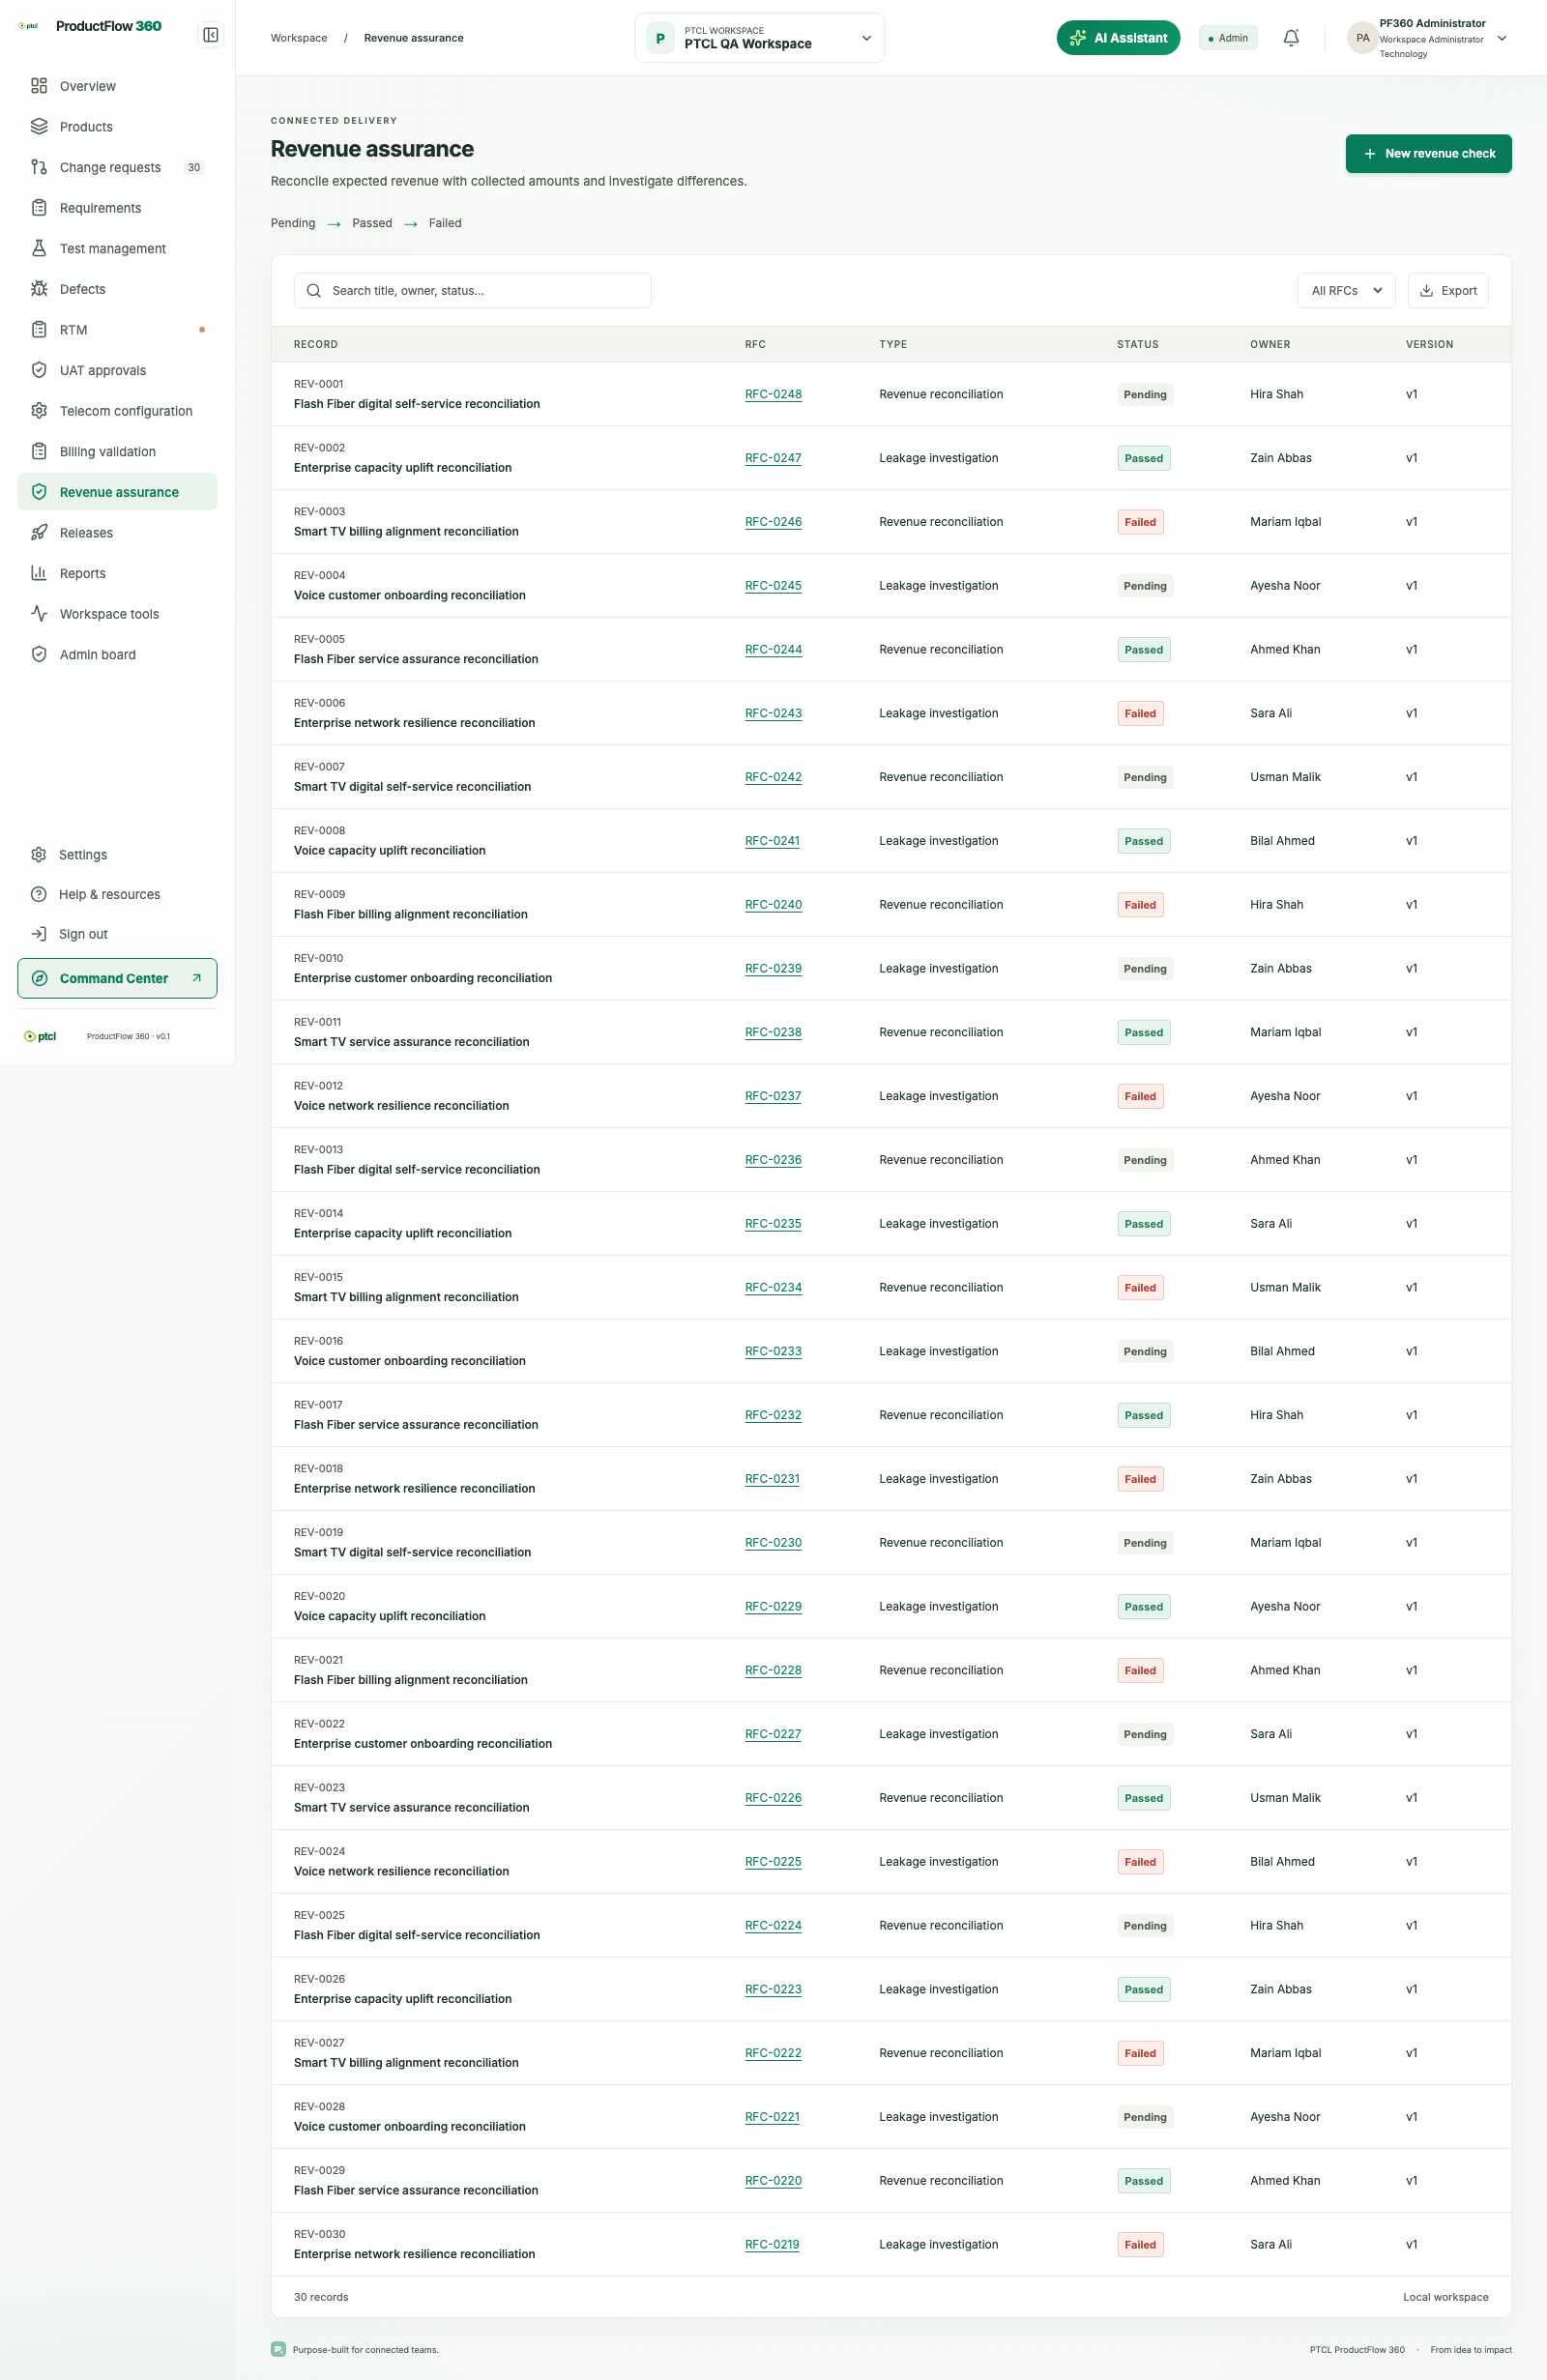 ptcl ProductFlow 360
Overview
Products
Change requests 30
Requirements
Test management
Defects
RTM
UAT approvals
Telecom configuration
Billing validation
Revenue assurance
Releases
Reports
Workspace tools
Admin board
Settings
Help & resources
Sign out
Command Center
ptcl ProductFlow 360 · v0.1
Workspace / Revenue assurance
P
PTCL WORKSPACE
PTCL QA Workspace
AI Assistant
Admin
PA
PF360 Administrator
Workspace Administrator
Technology
CONNECTED DELIVERY
Revenue assurance
Reconcile expected revenue with collected amounts and investigate differences.
New revenue check
Pending → Passed → Failed
Search title, owner, status...
All RFCs
Export
RECORD RFC TYPE STATUS OWNER VERSION
REV-0001
Flash Fiber digital self-service reconciliation RFC-0248 Revenue reconciliation Pending Hira Shah v1
REV-0002
Enterprise capacity uplift reconciliation RFC-0247 Leakage investigation Passed Zain Abbas v1
REV-0003
Smart TV billing alignment reconciliation RFC-0246 Revenue reconciliation Failed Mariam Iqbal v1
REV-0004
Voice customer onboarding reconciliation RFC-0245 Leakage investigation Pending Ayesha Noor v1
REV-0005
Flash Fiber service assurance reconciliation RFC-0244 Revenue reconciliation Passed Ahmed Khan v1
REV-0006
Enterprise network resilience reconciliation RFC-0243 Leakage investigation Failed Sara Ali v1
REV-0007
Smart TV digital self-service reconciliation RFC-0242 Revenue reconciliation Pending Usman Malik v1
REV-0008
Voice capacity uplift reconciliation RFC-0241 Leakage investigation Passed Bilal Ahmed v1
REV-0009
Flash Fiber billing alignment reconciliation RFC-0240 Revenue reconciliation Failed Hira Shah v1
REV-0010
Enterprise customer onboarding reconciliation RFC-0239 Leakage investigation Pending Zain Abbas v1
REV-0011
Smart TV service assurance reconciliation RFC-0238 Revenue reconciliation Passed Mariam Iqbal v1
REV-0012
Voice network resilience reconciliation RFC-0237 Leakage investigation Failed Ayesha Noor v1
REV-0013
Flash Fiber digital self-service reconciliation RFC-0236 Revenue reconciliation Pending Ahmed Khan v1
REV-0014
Enterprise capacity uplift reconciliation RFC-0235 Leakage investigation Passed Sara Ali v1
REV-0015
Smart TV billing alignment reconciliation RFC-0234 Revenue reconciliation Failed Usman Malik v1
REV-0016
Voice customer onboarding reconciliation RFC-0233 Leakage investigation Pending Bilal Ahmed v1
REV-0017
Flash Fiber service assurance reconciliation RFC-0232 Revenue reconciliation Passed Hira Shah v1
REV-0018
Enterprise network resilience reconciliation RFC-0231 Leakage investigation Failed Zain Abbas v1
REV-0019
Smart TV digital self-service reconciliation RFC-0230 Revenue reconciliation Pending Mariam Iqbal v1
REV-0020
Voice capacity uplift reconciliation RFC-0229 Leakage investigation Passed Ayesha Noor v1
REV-0021
Flash Fiber billing alignment reconciliation RFC-0228 Revenue reconciliation Failed Ahmed Khan v1
REV-0022
Enterprise customer onboarding reconciliation RFC-0227 Leakage investigation Pending Sara Ali v1
REV-0023
Smart TV service assurance reconciliation RFC-0226 Revenue reconciliation Passed Usman Malik v1
REV-0024
Voice network resilience reconciliation RFC-0225 Leakage investigation Failed Bilal Ahmed v1
REV-0025
Flash Fiber digital self-service reconciliation RFC-0224 Revenue reconciliation Pending Hira Shah v1
REV-0026
Enterprise capacity uplift reconciliation RFC-0223 Leakage investigation Passed Zain Abbas v1
REV-0027
Smart TV billing alignment reconciliation RFC-0222 Revenue reconciliation Failed Mariam Iqbal v1
REV-0028
Voice customer onboarding reconciliation RFC-0221 Leakage investigation Pending Ayesha Noor v1
REV-0029
Flash Fiber service assurance reconciliation RFC-0220 Revenue reconciliation Passed Ahmed Khan v1
REV-0030
Enterprise network resilience reconciliation RFC-0219 Leakage investigation Failed Sara Ali v1
30 records Local workspace
P. Purpose-built for connected teams. PTCL ProductFlow 360 · From idea to impact